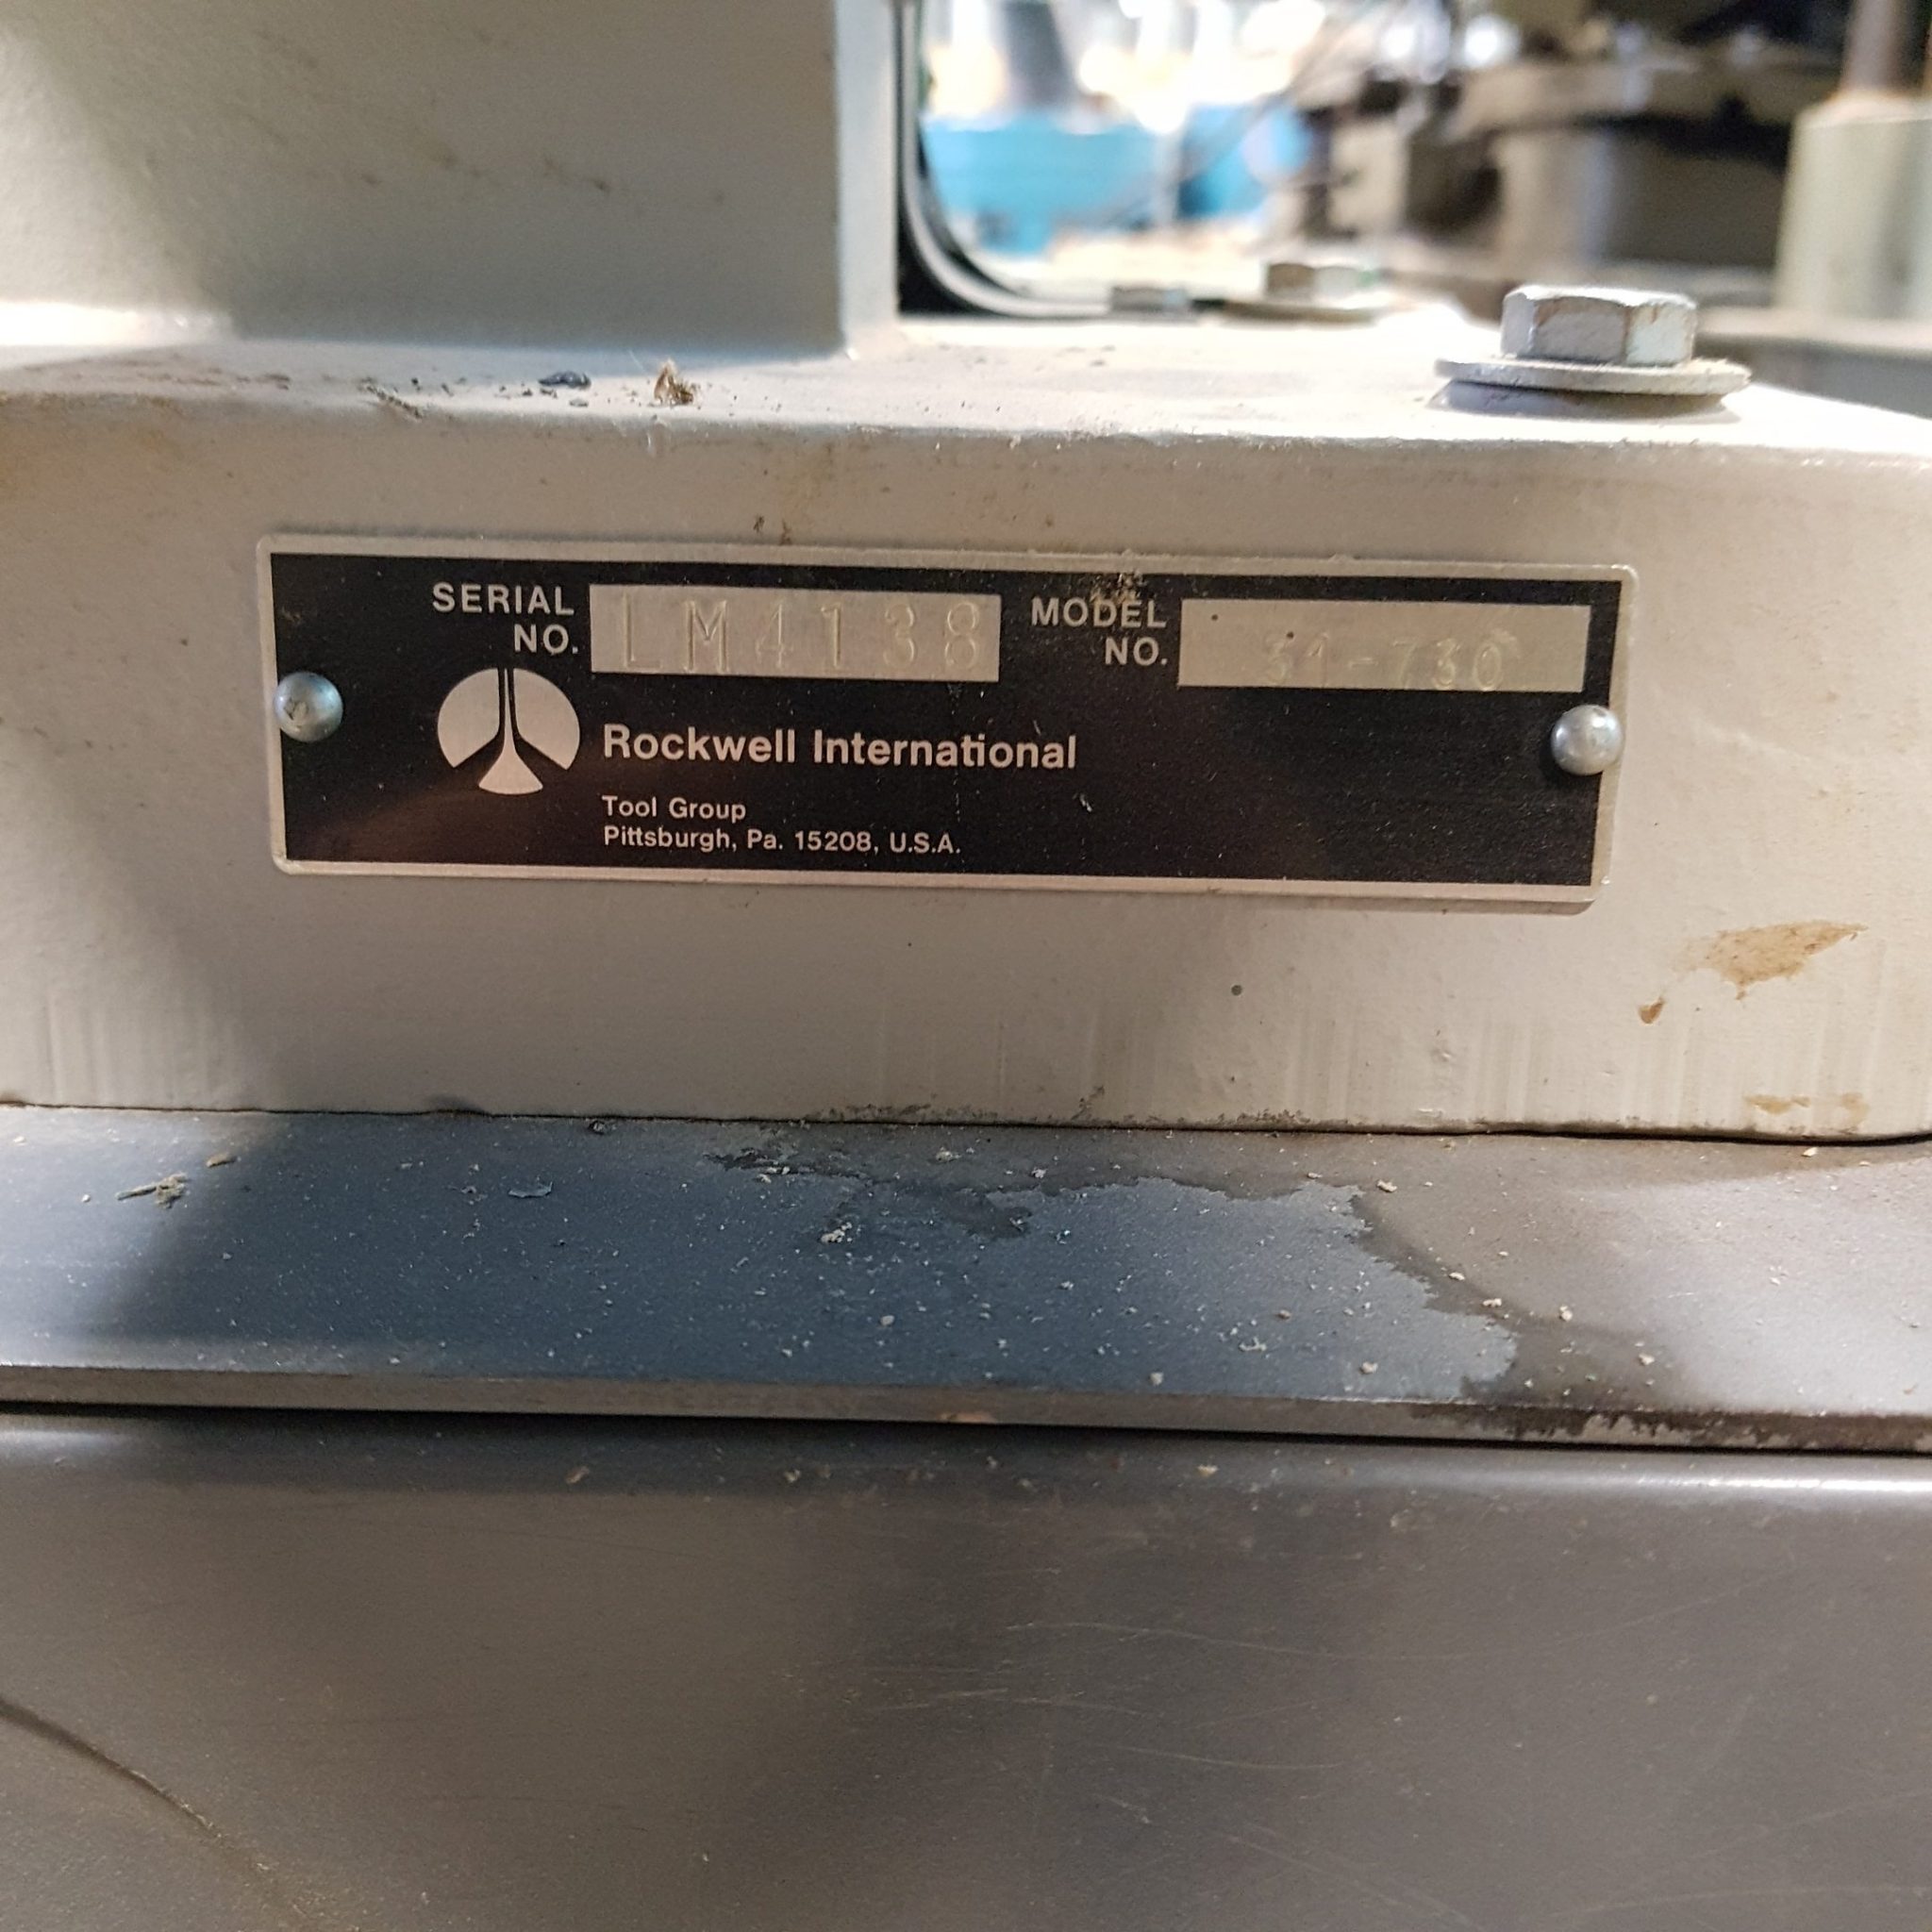 SERIAL NO. LM4138 MODEL NO. 31-730
Rockwell International
Tool Group
Pittsburgh, Pa. 15208, U.S.A.